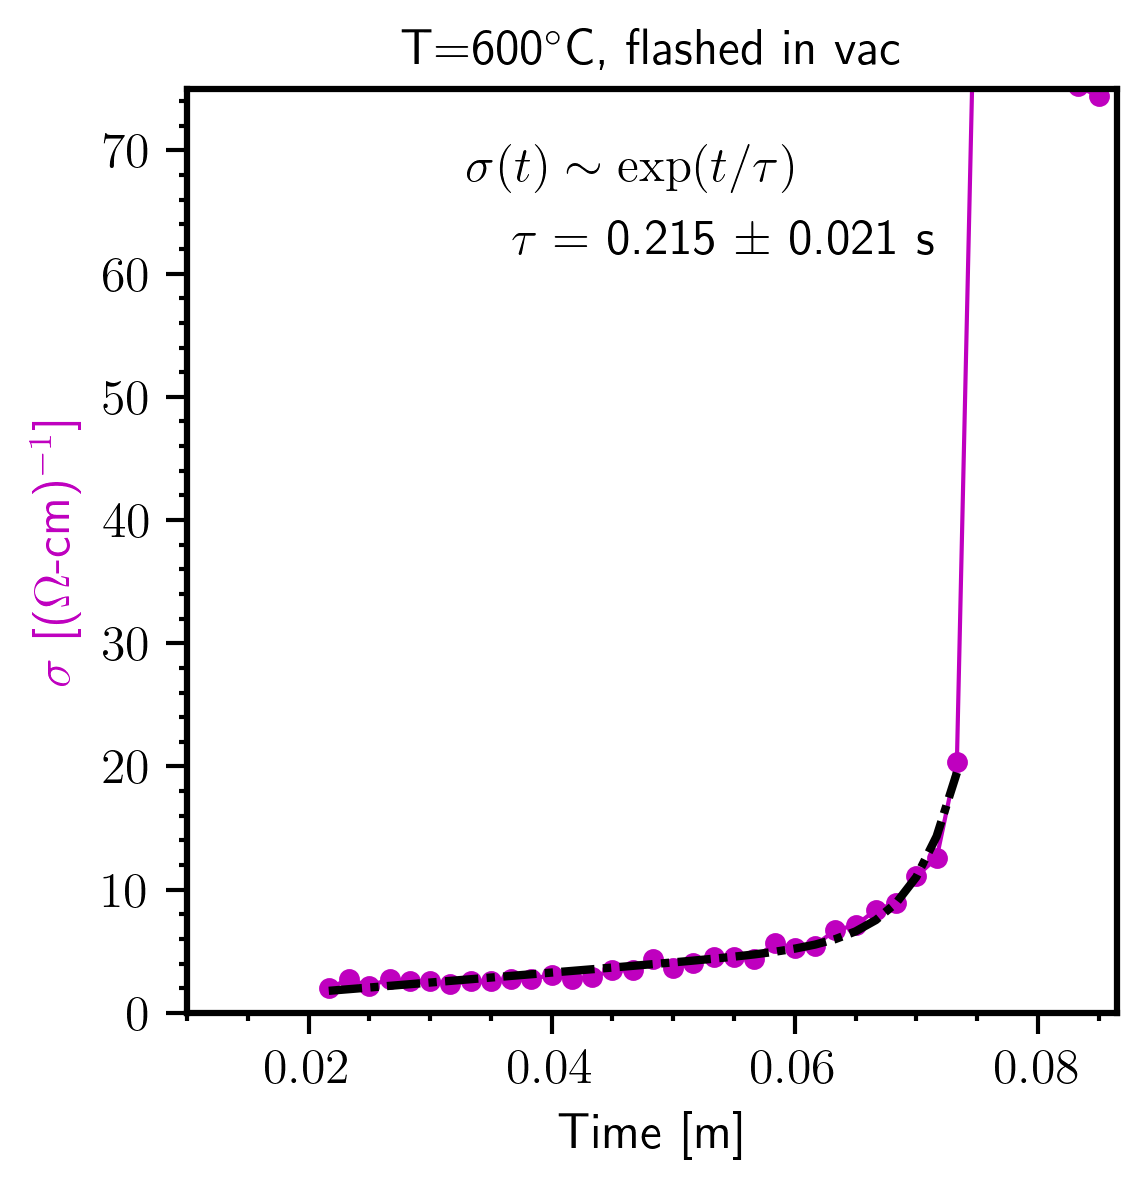 T=600°C, flashed in vac
σ(t) ∼ exp(t/τ)
τ = 0.215 ± 0.021 s
70
60
50
40
30
20
10
0
σ [(Ω-cm)⁻¹]
0.02 0.04 0.06 0.08
Time [m]